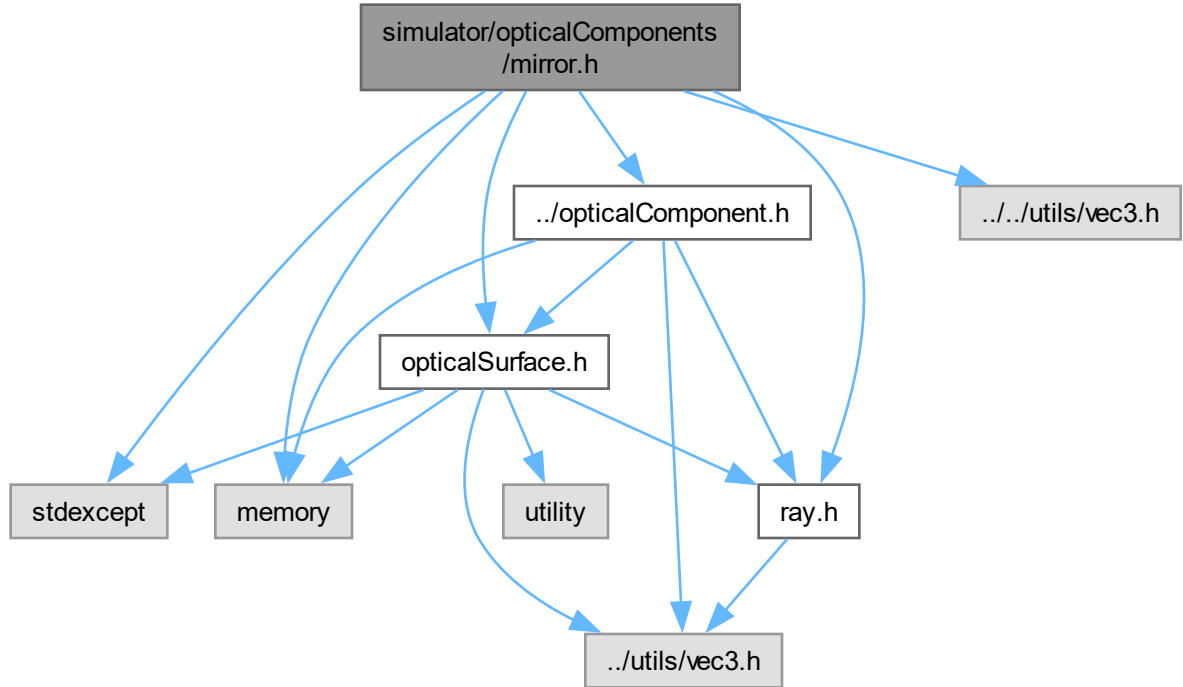 simulator/opticalComponents
/mirror.h
../opticalComponent.h
../../utils/vec3.h
opticalSurface.h
stdexcept
memory
utility
ray.h
../utils/vec3.h